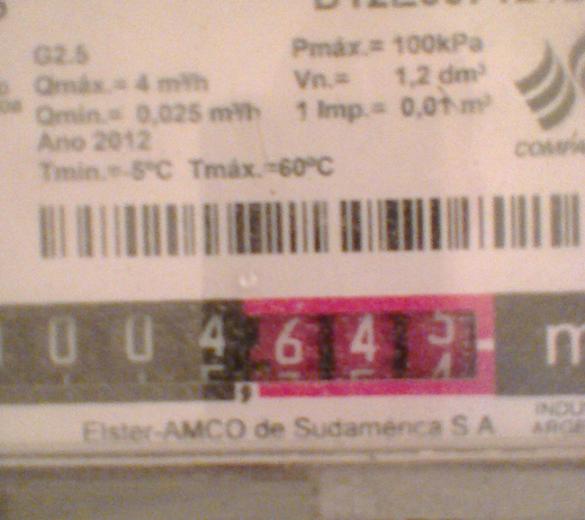 G2.5
Pmáx.= 100kPa
Qmáx.= 4 m³/h
Vn.= 1,2 dm³
Qmin.= 0,025 m³/h
1 Imp.= 0,01 m³
Ano 2012
Tmin.=-5ºC Tmáx.=60ºC
0 0 4 6 4 3
Elster-AMCO de Sudamérica S A